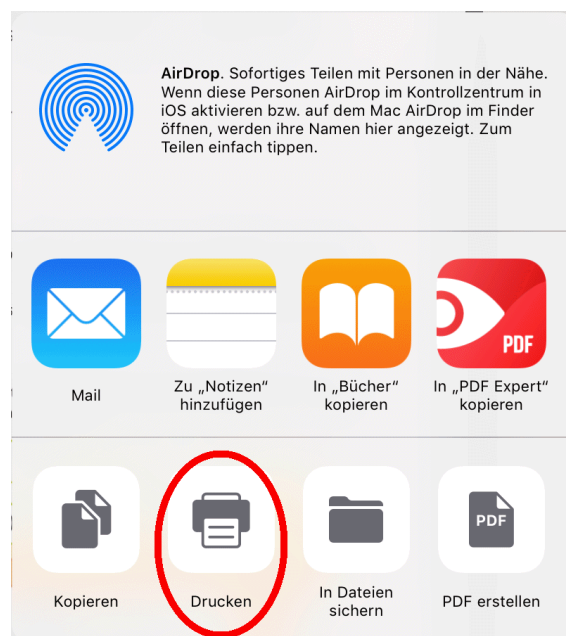 AirDrop. Sofortiges Teilen mit Personen in der Nähe.
Wenn diese Personen AirDrop im Kontrollzentrum in
iOS aktivieren bzw. auf dem Mac AirDrop im Finder
öffnen, werden ihre Namen hier angezeigt. Zum
Teilen einfach tippen.
PDF
Mail
Zu „Notizen“
hinzufügen
In „Bücher“
kopieren
In „PDF Expert“
kopieren
PDF
Kopieren
Drucken
In Dateien
sichern
PDF erstellen